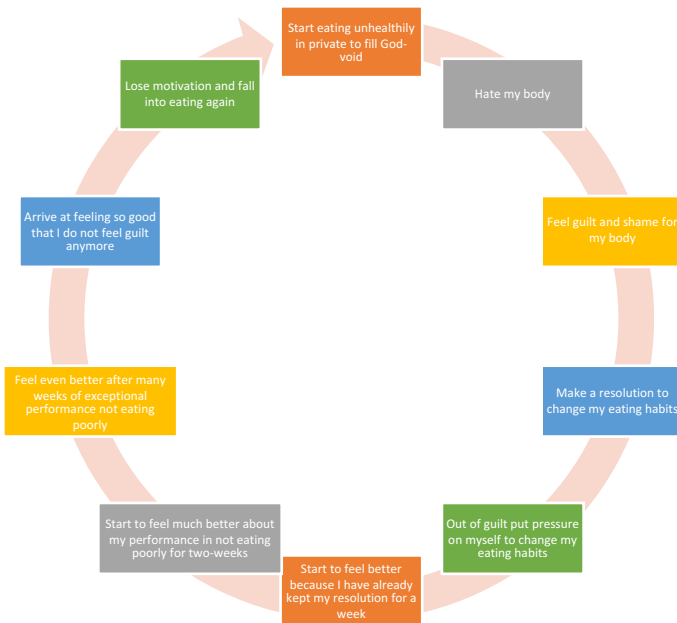 Start eating unhealthily
in private to fill God-
void
Hate my body
Feel guilt and shame for
my body
Make a resolution to
change my eating habits
Out of guilt put pressure
on myself to change my
eating habits
Start to feel better
because I have already
kept my resolution for a
week
Start to feel much better about
my performance in not eating
poorly for two-weeks
Feel even better after many
weeks of exceptional
performance not eating
poorly
Arrive at feeling so good
that I do not feel guilt
anymore
Lose motivation and fall
into eating again